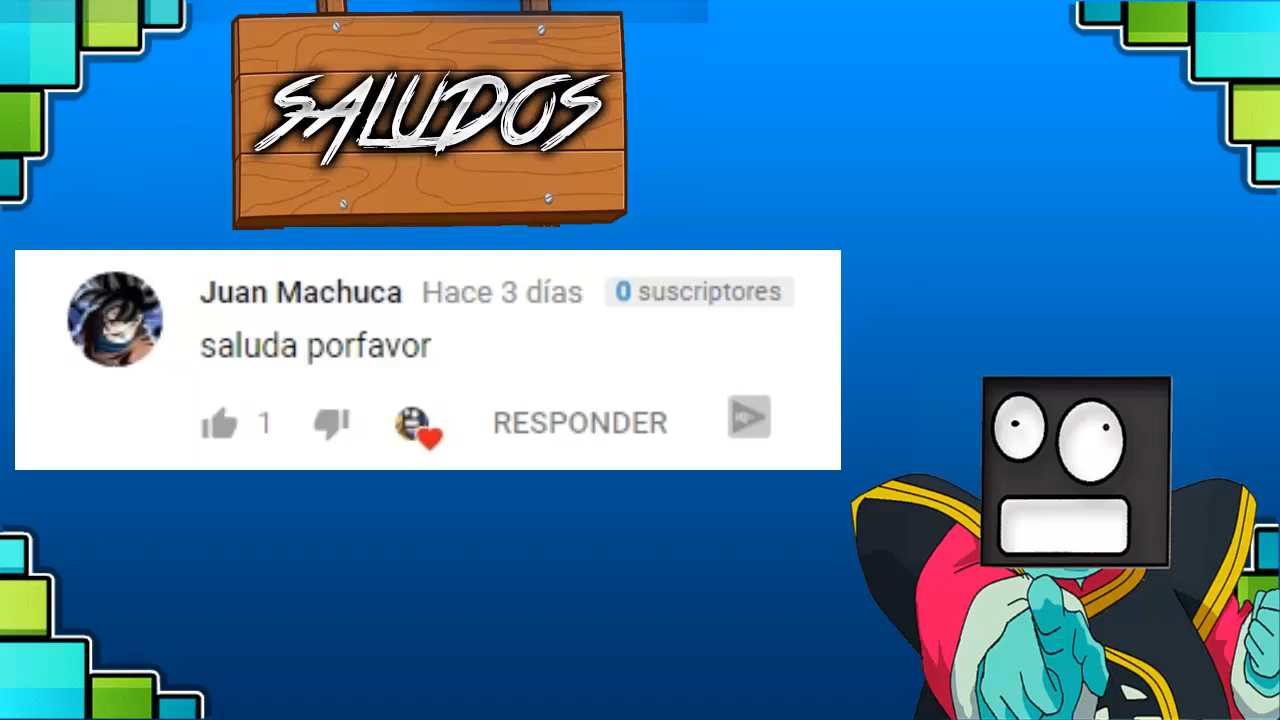 SALUDOS
Juan Machuca Hace 3 días 0 suscriptores
saluda porfavor
1 RESPONDER